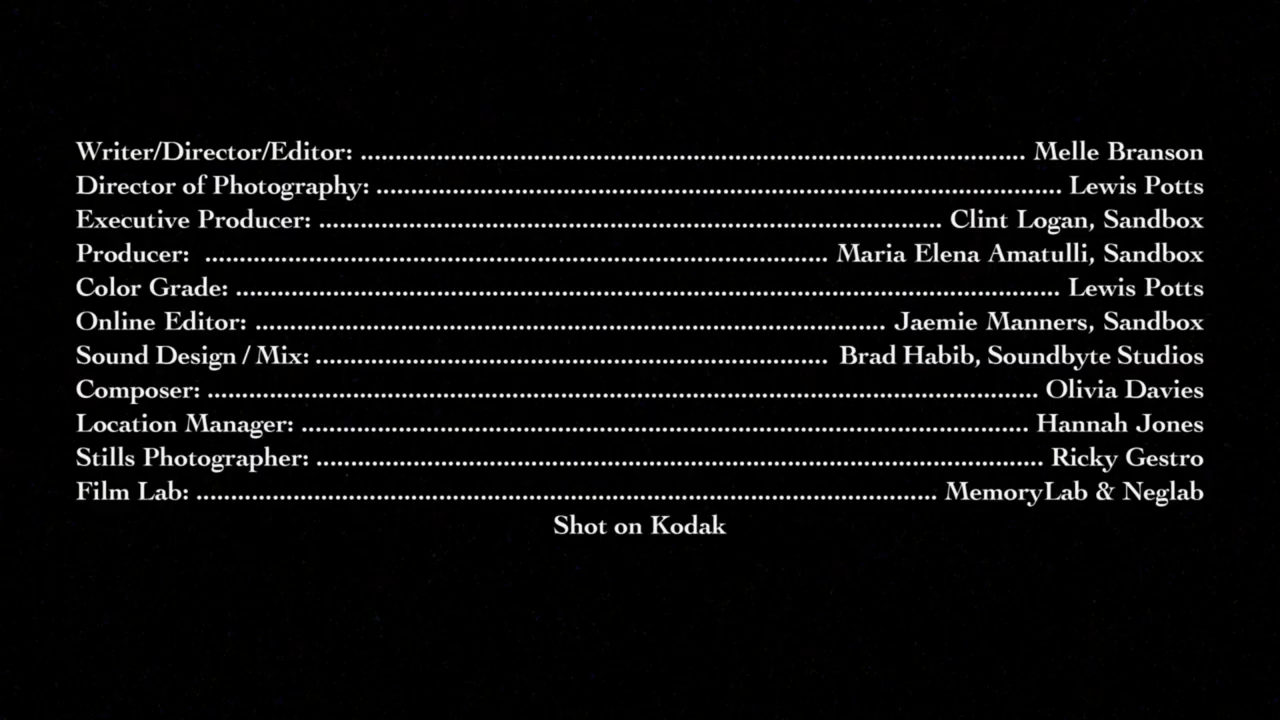 Writer/Director/Editor: ................................................................................................ Melle Branson
Director of Photography: ................................................................................................... Lewis Potts
Executive Producer: .......................................................................................... Clint Logan, Sandbox
Producer: .......................................................................................... Maria Elena Amatulli, Sandbox
Color Grade: ....................................................................................................................... Lewis Potts
Online Editor: ........................................................................................... Jaemie Manners, Sandbox
Sound Design / Mix: .......................................................................... Brad Habib, Soundbyte Studios
Composer: ........................................................................................................................ Olivia Davies
Location Manager: ......................................................................................................... Hannah Jones
Stills Photographer: ......................................................................................................... Ricky Gestro
Film Lab: ........................................................................................................... MemoryLab & Neglab
Shot on Kodak